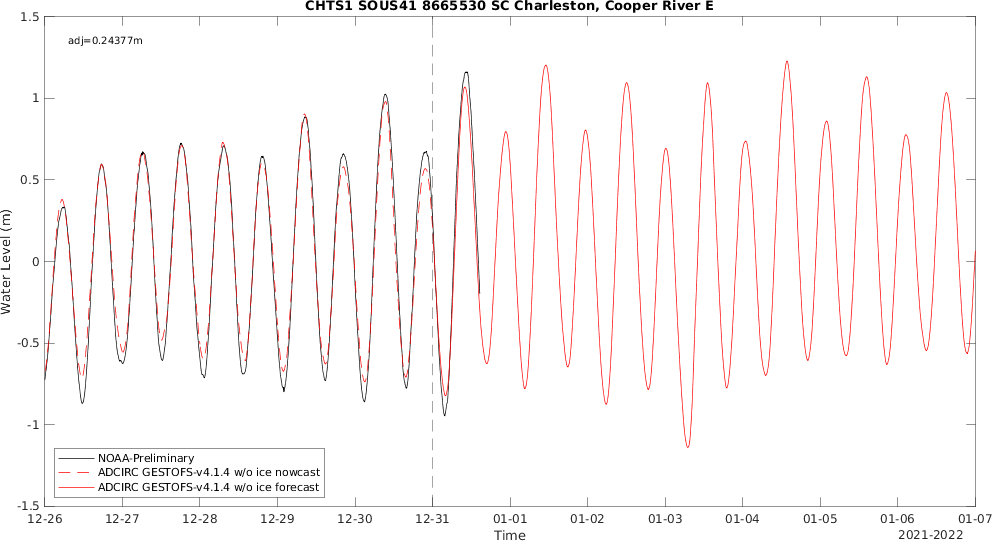 CHTS1 SOUS41 8665530 SC Charleston, Cooper River E
adj=0.24377m
1.5
1
0.5
0
-0.5
-1
-1.5
Water Level (m)
NOAA-Preliminary
ADCIRC GESTOFS-v4.1.4 w/o ice nowcast
ADCIRC GESTOFS-v4.1.4 w/o ice forecast
12-26 12-27 12-28 12-29 12-30 12-31 01-01 01-02 01-03 01-04 01-05 01-06 01-07
Time
2021-2022